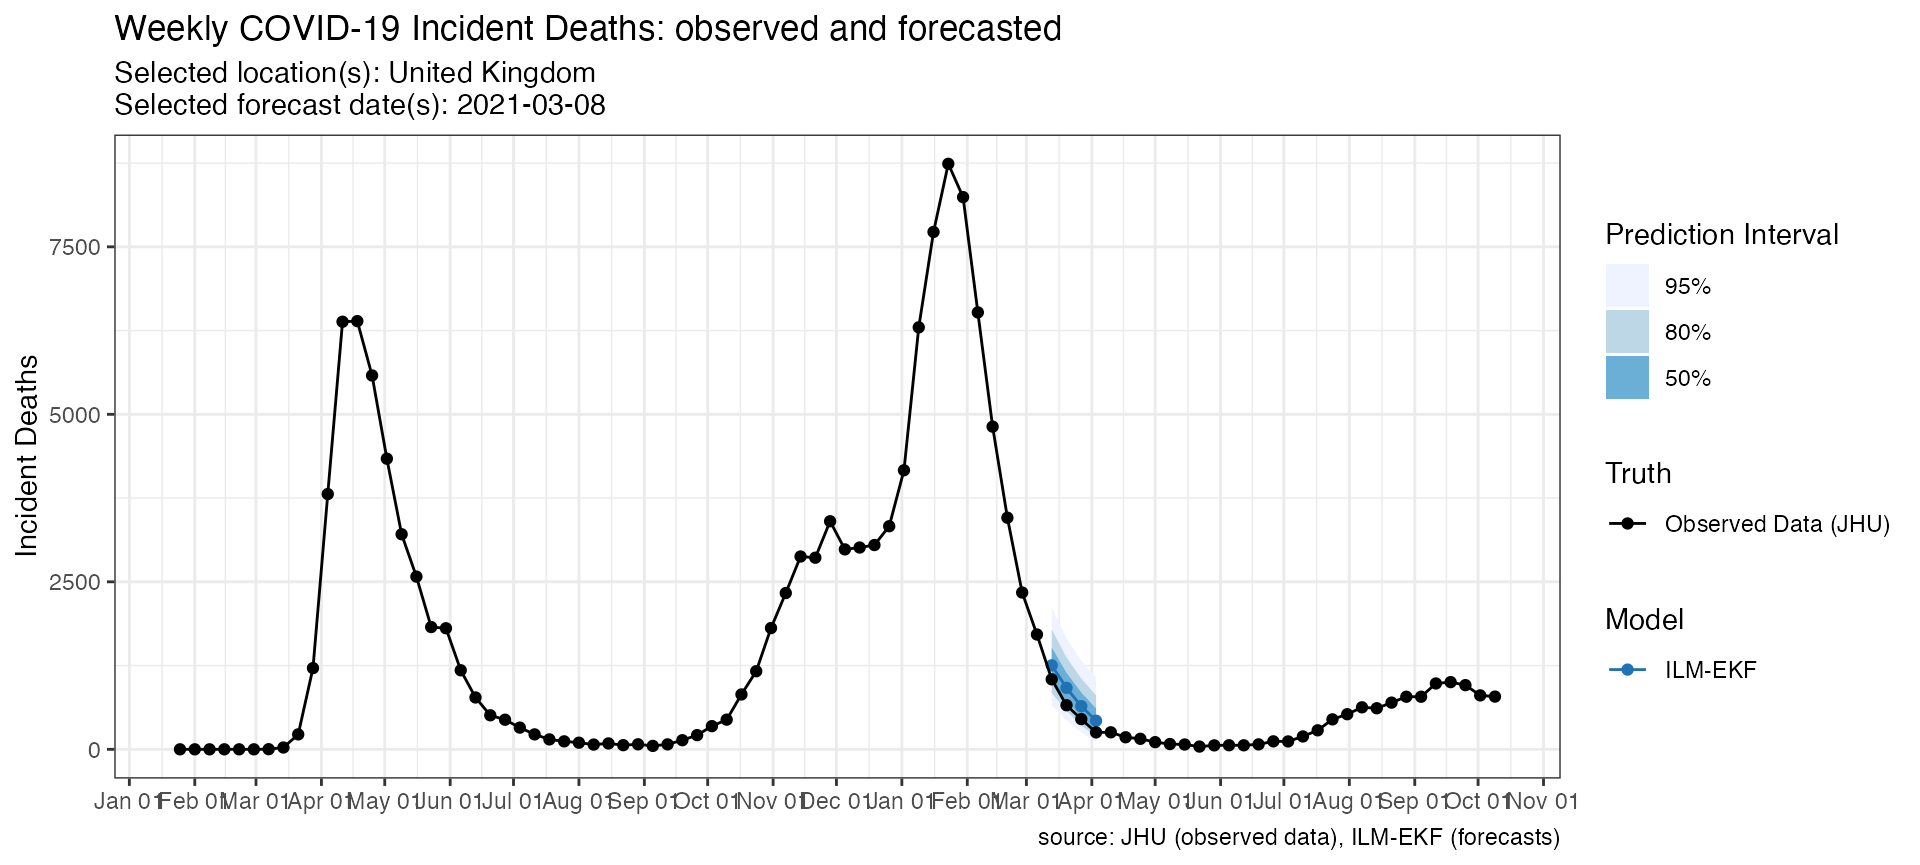 Weekly COVID-19 Incident Deaths: observed and forecasted
Selected location(s): United Kingdom
Selected forecast date(s): 2021-03-08
Incident Deaths
7500
5000
2500
0
Jan 01 Feb 01 Mar 01 Apr 01 May 01 Jun 01 Jul 01 Aug 01 Sep 01 Oct 01 Nov 01 Dec 01 Jan 01 Feb 01 Mar 01 Apr 01 May 01 Jun 01 Jul 01 Aug 01 Sep 01 Oct 01 Nov 01
Prediction Interval
95%
80%
50%
Truth
Observed Data (JHU)
Model
ILM-EKF
source: JHU (observed data), ILM-EKF (forecasts)